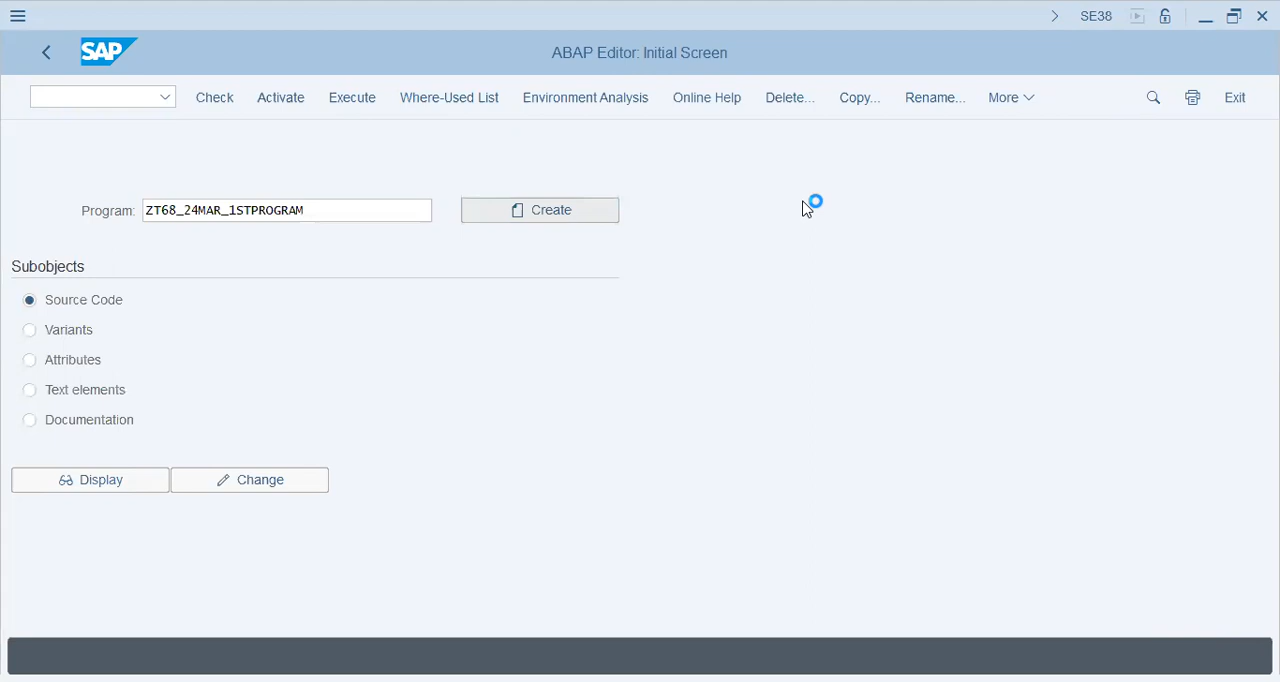 SE38
SAP
ABAP Editor: Initial Screen
Check Activate Execute Where-Used List Environment Analysis Online Help Delete... Copy... Rename... More Exit
Program: ZT68_24MAR_1STPROGRAM Create
Subobjects
Source Code
Variants
Attributes
Text elements
Documentation
Display Change